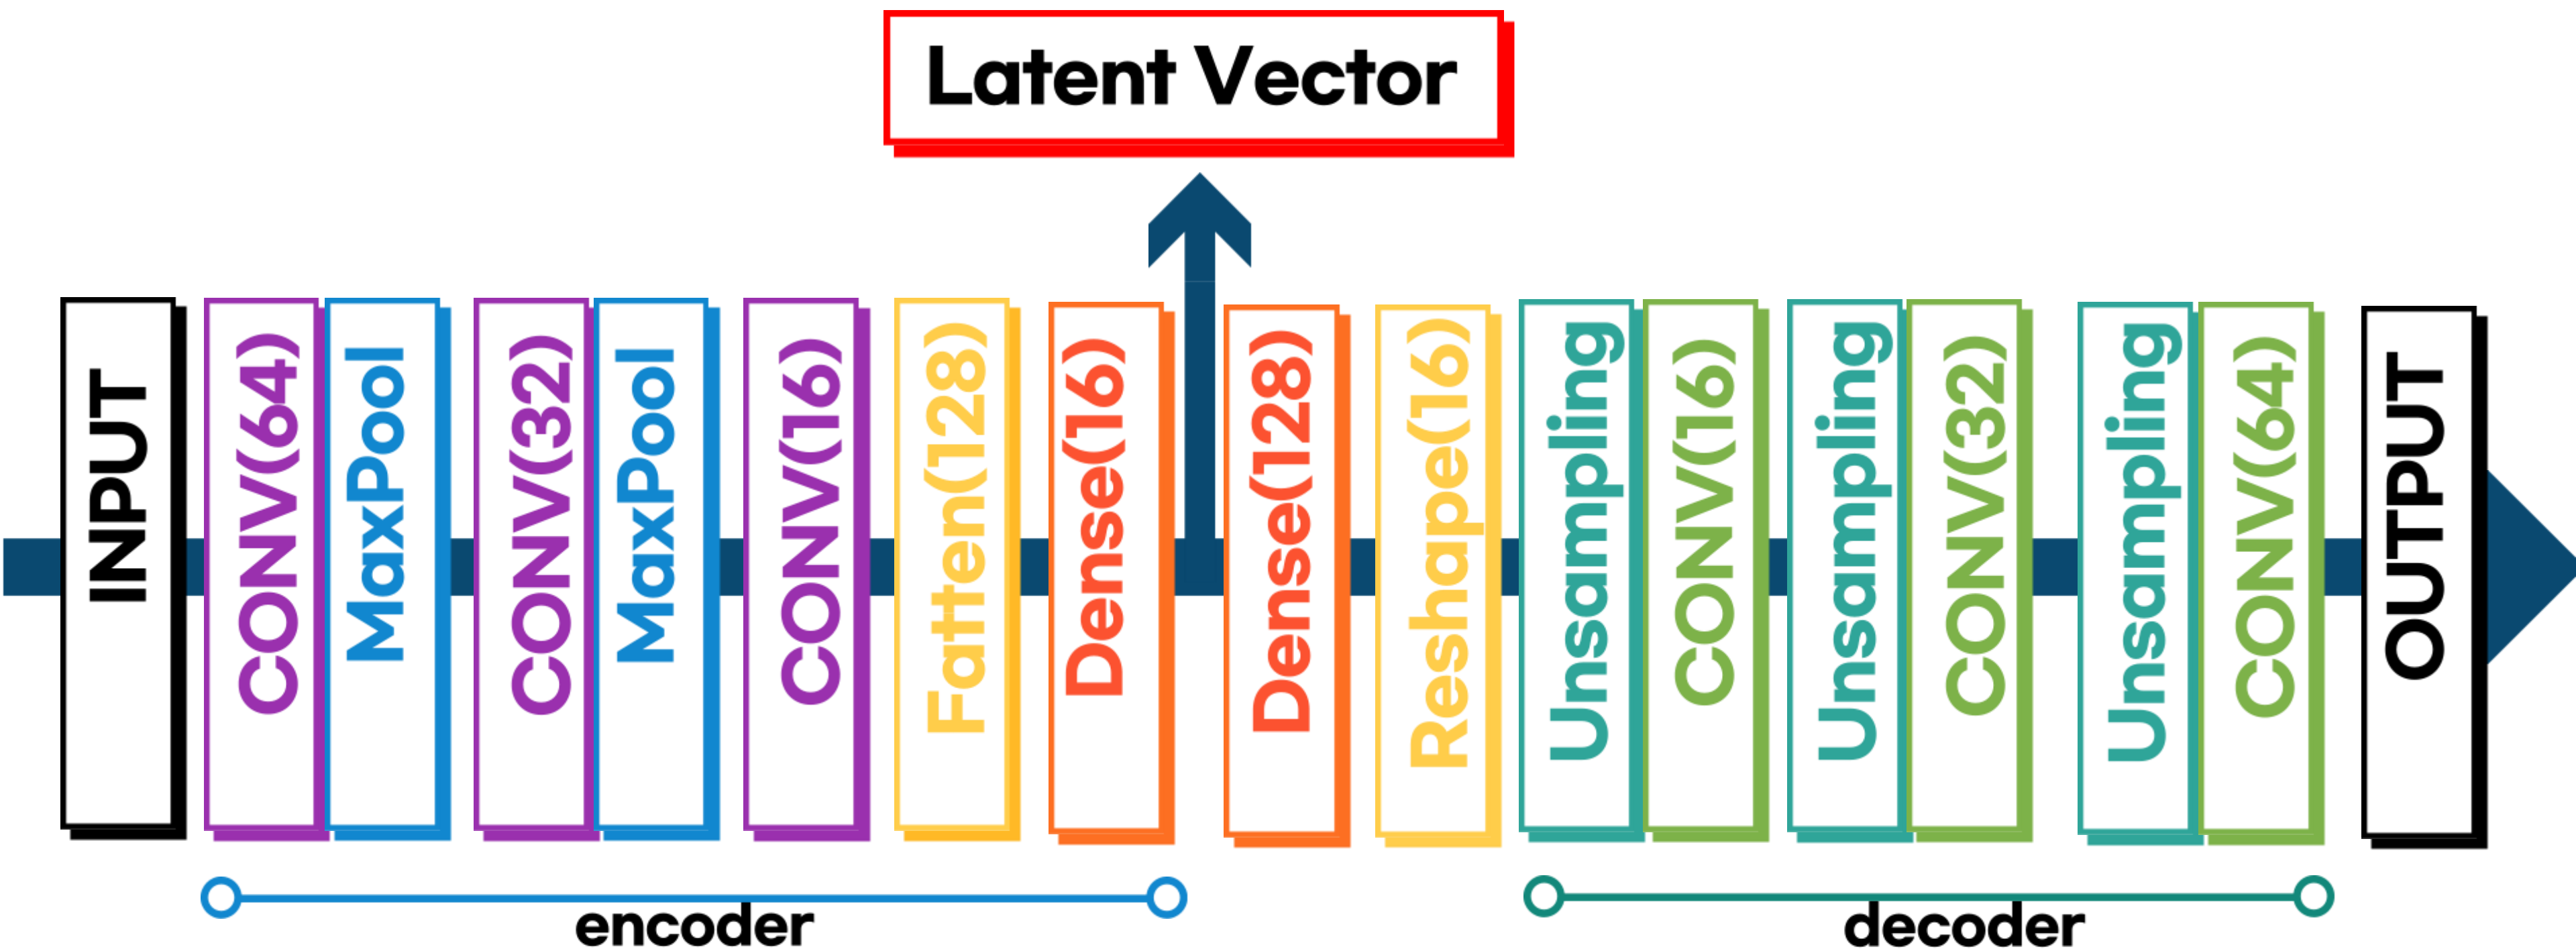 Latent Vector
INPUT
CONV(64)
MaxPool
CONV(32)
MaxPool
CONV(16)
Fatten(128)
Dense(16)
Dense(128)
Reshape(16)
Unsampling
CONV(16)
Unsampling
CONV(32)
Unsampling
CONV(64)
OUTPUT
encoder
decoder